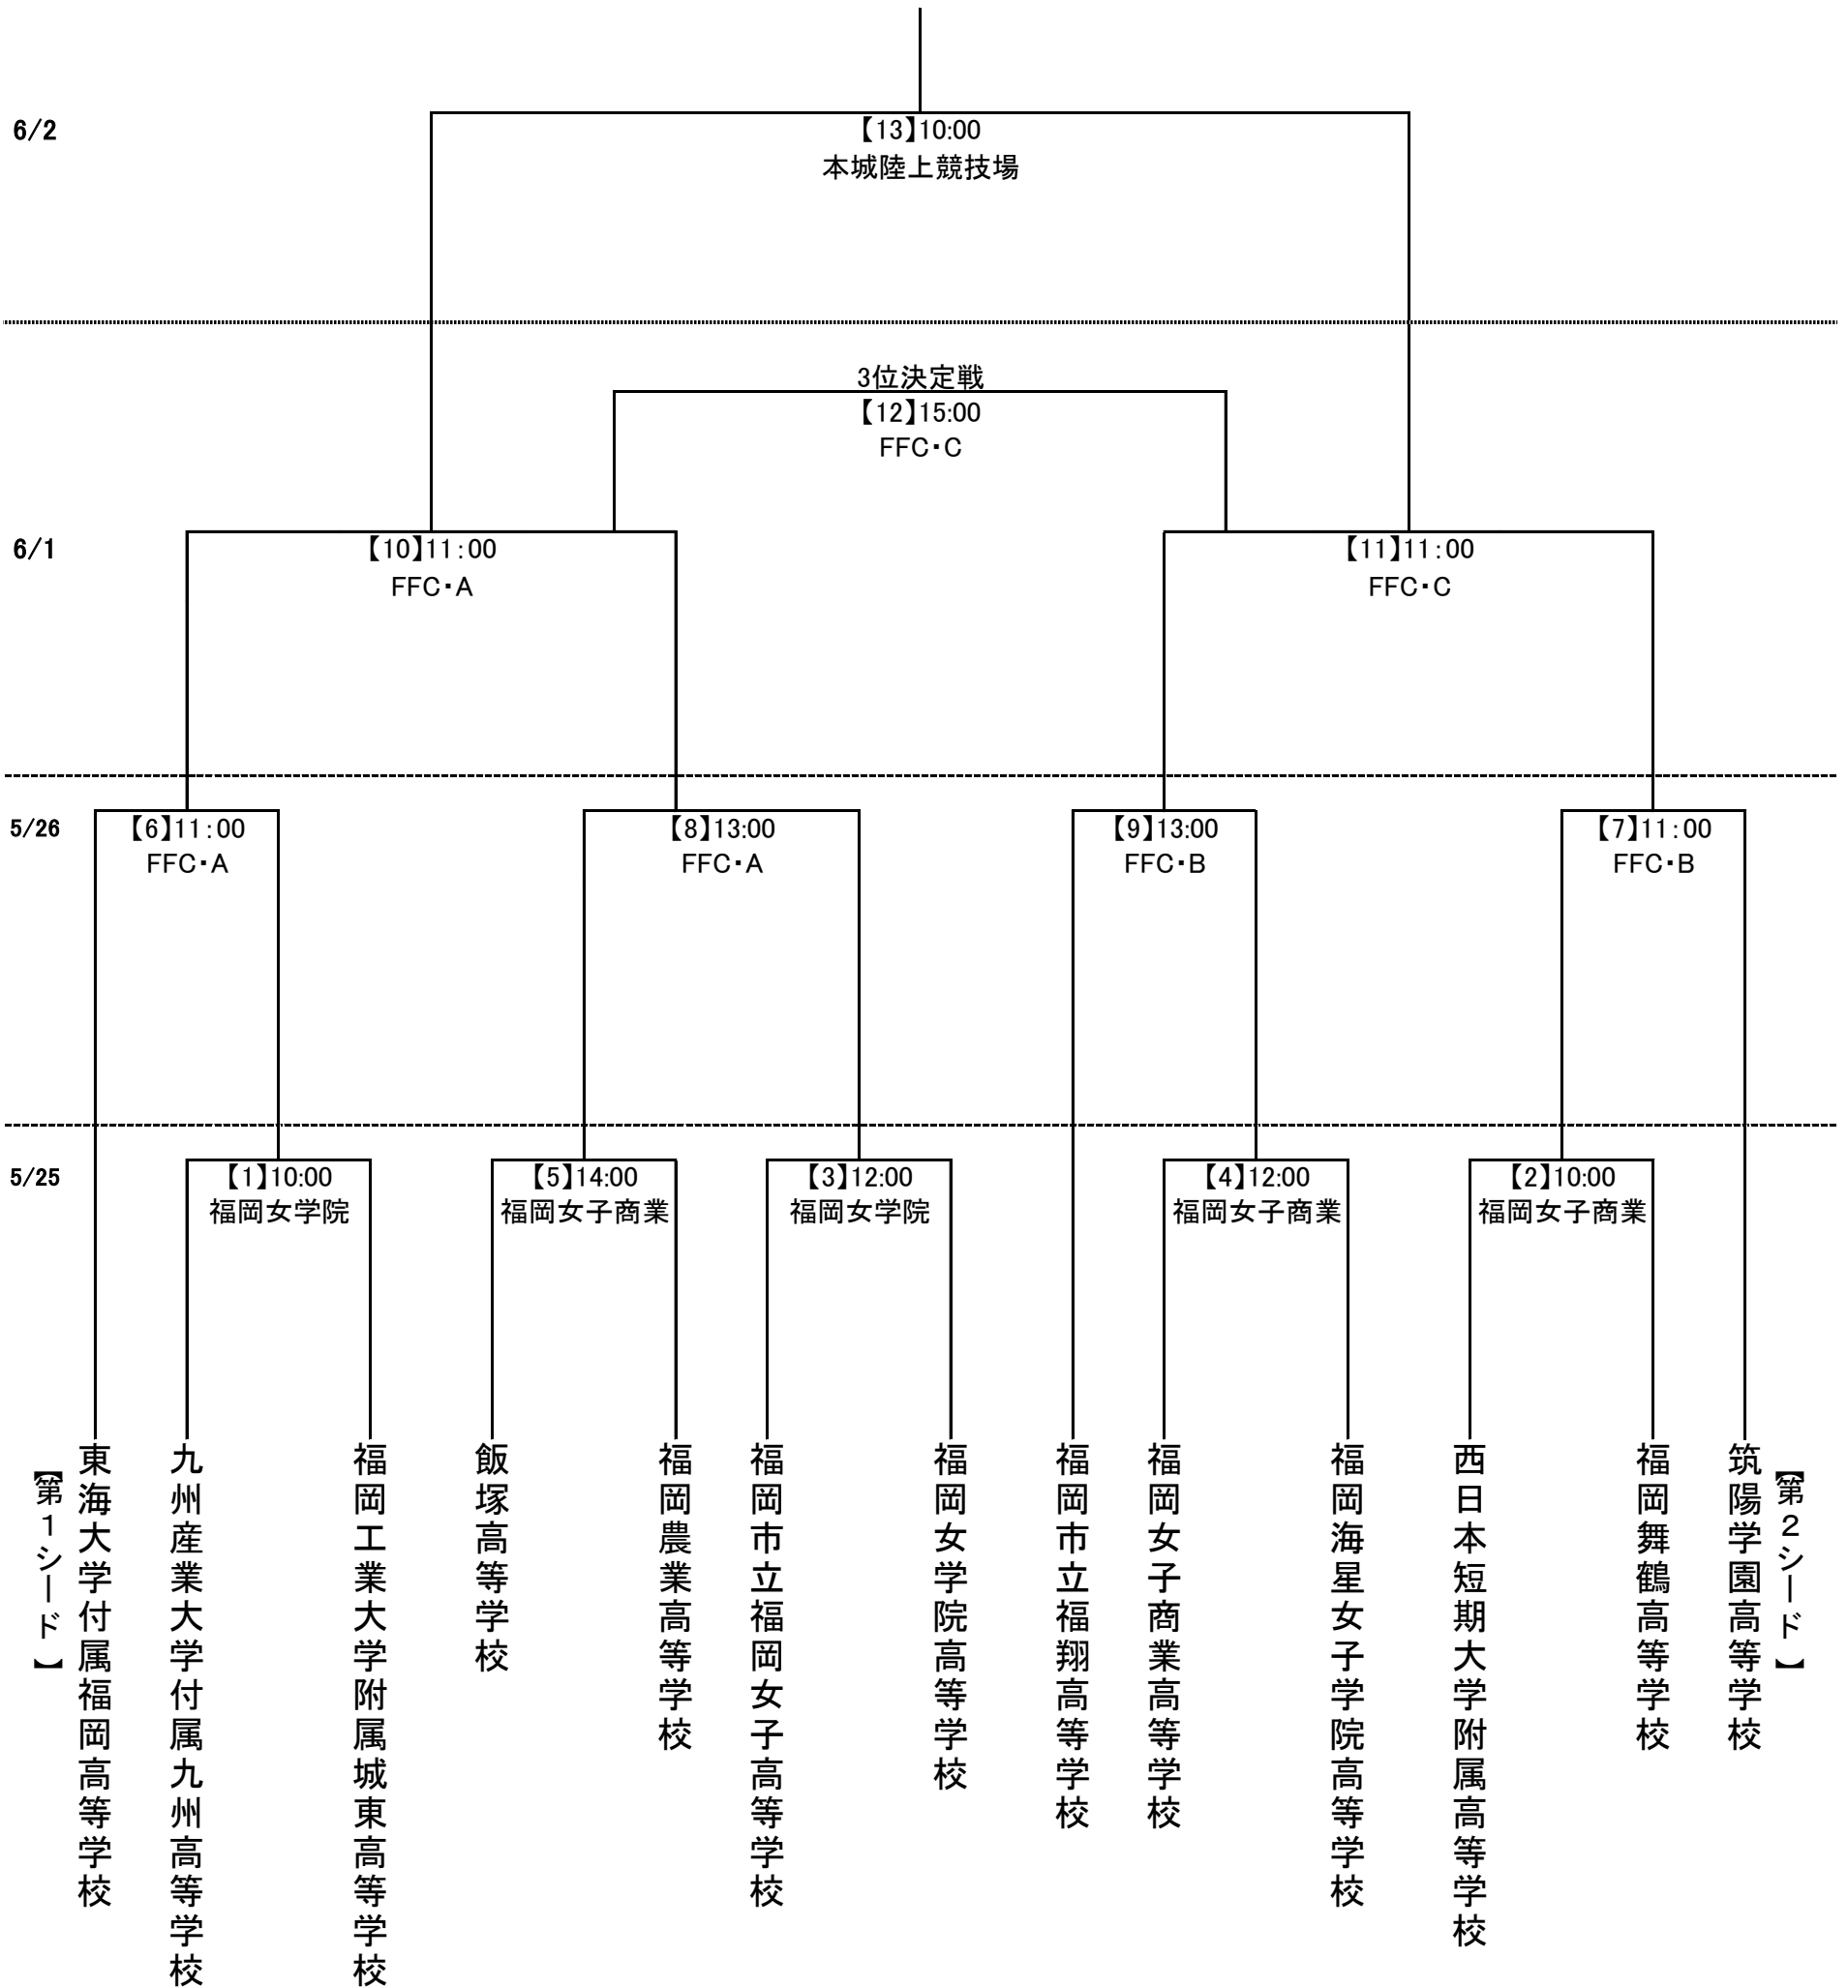 6/2
【13】10:00
本城陸上競技場
3位決定戦
【12】15:00
FFC・C
6/1
【10】11:00
FFC・A
【11】11:00
FFC・C
5/26
【6】11:00
FFC・A
【8】13:00
FFC・A
【9】13:00
FFC・B
【7】11:00
FFC・B
5/25
【1】10:00
福岡女学院
【5】14:00
福岡女子商業
【3】12:00
福岡女学院
【4】12:00
福岡女子商業
【2】10:00
福岡女子商業
【第1シード】
東海大学付属福岡高等学校
九州産業大学付属九州高等学校
福岡工業大学附属城東高等学校
飯塚高等学校
福岡農業高等学校
福岡市立福岡女子高等学校
福岡女学院高等学校
福岡市立福翔高等学校
福岡女子商業高等学校
福岡海星女子学院高等学校
西日本短期大学附属高等学校
福岡舞鶴高等学校
筑陽学園高等学校
【第2シード】